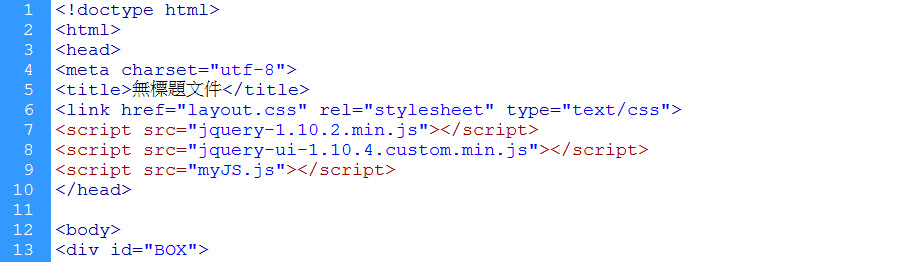 1 <!doctype html>
2 <html>
3 <head>
4 <meta charset="utf-8">
5 <title>無標題文件</title>
6 <link href="layout.css" rel="stylesheet" type="text/css">
7 <script src="jquery-1.10.2.min.js"></script>
8 <script src="jquery-ui-1.10.4.custom.min.js"></script>
9 <script src="myJS.js"></script>
10 </head>
11
12 <body>
13 <div id="BOX">